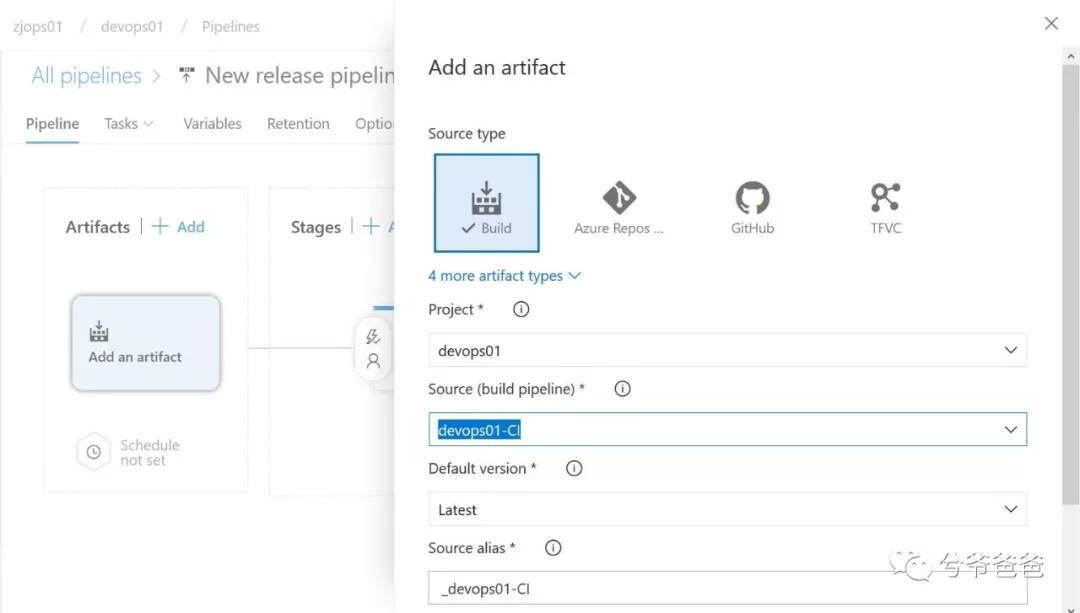 zjops01 / devops01 / Pipelines
All pipelines > New release pipelin
Pipeline Tasks Variables Retention Optio
Artifacts | + Add
Stages | + A
Add an artifact
Schedule
not set
Add an artifact
Source type
Build
Azure Repos ...
GitHub
TFVC
4 more artifact types
Project *
devops01
Source (build pipeline) *
devops01-CI
Default version *
Latest
Source alias *
_devops01-CI
兮爷爸爸